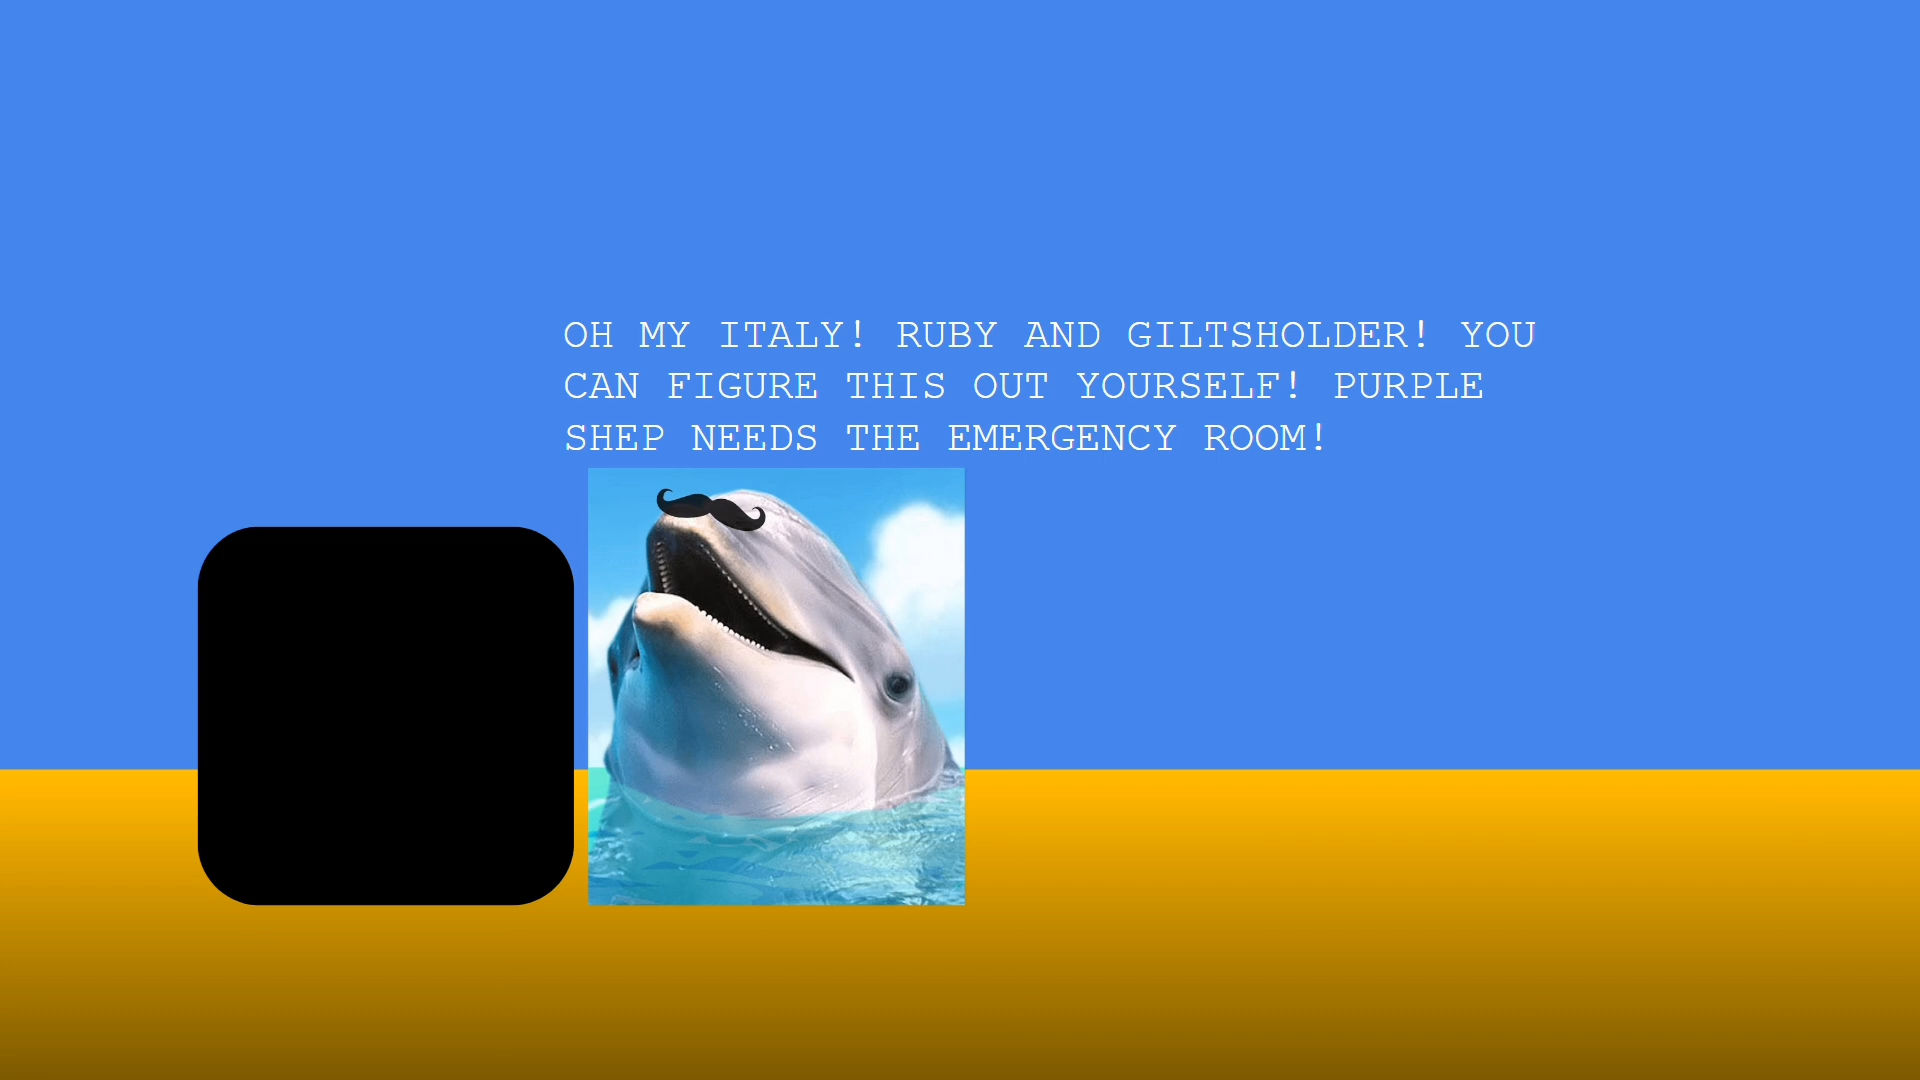 OH MY ITALY! RUBY AND GILTSHOLDER! YOU
CAN FIGURE THIS OUT YOURSELF! PURPLE
SHEP NEEDS THE EMERGENCY ROOM!